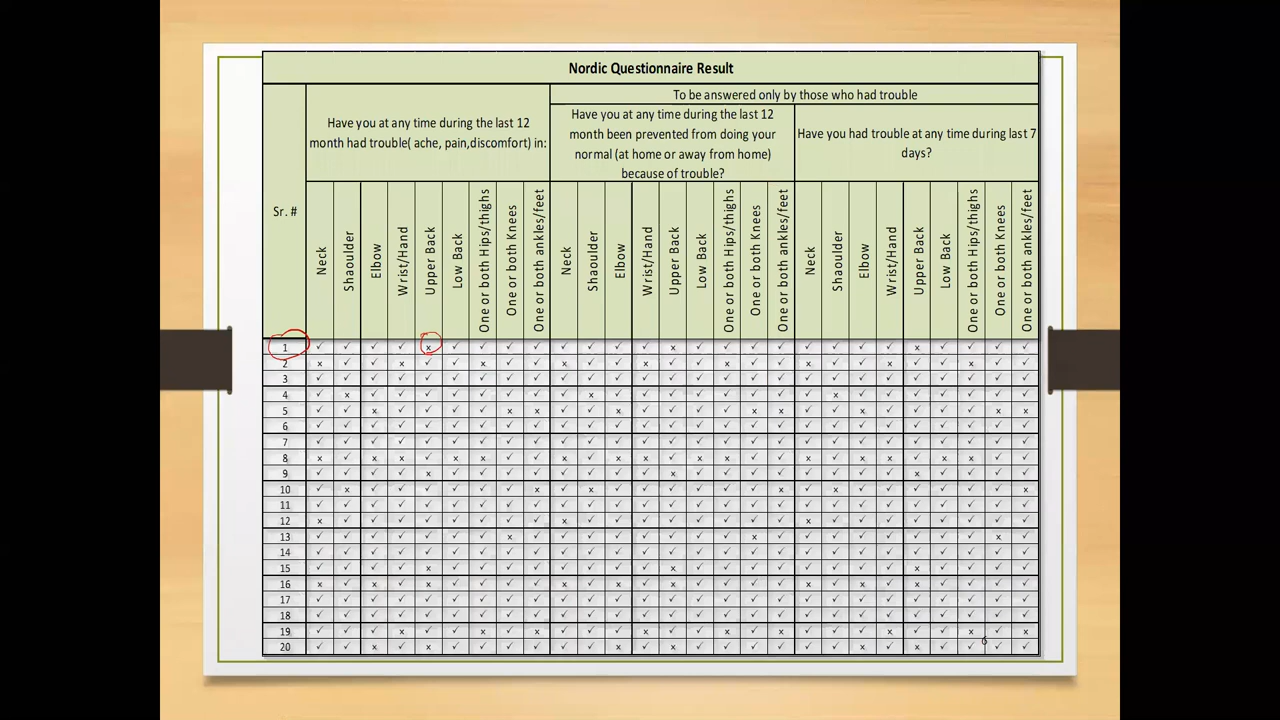 Nordic Questionnaire Result
To be answered only by those who had trouble
Have you at any time during the last 12
month had trouble( ache, pain,discomfort) in:
Have you at any time during the last 12
month been prevented from doing your
normal (at home or away from home)
because of trouble?
Have you had trouble at any time during last 7
days?
Sr. #
Neck
Shaoulder
Elbow
Wrist/Hand
Upper Back
Low Back
One or both Hips/thighs
One or both Knees
One or both ankles/feet
Neck
Shaoulder
Elbow
Wrist/Hand
Upper Back
Low Back
One or both Hips/thighs
One or both Knees
One or both ankles/feet
Neck
Shaoulder
Elbow
Wrist/Hand
Upper Back
Low Back
One or both Hips/thighs
One or both Knees
One or both ankles/feet
1 ✓ ✓ ✓ ✓ x ✓ ✓ ✓ ✓ ✓ ✓ ✓ ✓ x ✓ ✓ ✓ ✓ ✓ ✓ ✓ ✓ x ✓ ✓ ✓ ✓
2 x ✓ ✓ x ✓ ✓ x ✓ ✓ x ✓ ✓ x ✓ ✓ x ✓ ✓ x ✓ ✓ x ✓ ✓ x ✓ ✓
3 ✓ ✓ ✓ ✓ ✓ ✓ ✓ ✓ ✓ ✓ ✓ ✓ ✓ ✓ ✓ ✓ ✓ ✓ ✓ ✓ ✓ ✓ ✓ ✓ ✓ ✓ ✓
4 ✓ x ✓ ✓ ✓ ✓ ✓ ✓ ✓ ✓ x ✓ ✓ ✓ ✓ ✓ ✓ ✓ ✓ x ✓ ✓ ✓ ✓ ✓ ✓ ✓
5 ✓ ✓ x ✓ ✓ ✓ ✓ x x ✓ ✓ x ✓ ✓ ✓ ✓ x x ✓ ✓ x ✓ ✓ ✓ ✓ x x
6 ✓ ✓ ✓ ✓ ✓ ✓ ✓ ✓ ✓ ✓ ✓ ✓ ✓ ✓ ✓ ✓ ✓ ✓ ✓ ✓ ✓ ✓ ✓ ✓ ✓ ✓ ✓
7 ✓ ✓ ✓ ✓ ✓ ✓ ✓ ✓ ✓ ✓ ✓ ✓ ✓ ✓ ✓ ✓ ✓ ✓ ✓ ✓ ✓ ✓ ✓ ✓ ✓ ✓ ✓
8 x ✓ x x ✓ x x ✓ ✓ x ✓ x x ✓ x x ✓ ✓ x ✓ x x ✓ x x ✓ ✓
9 ✓ ✓ ✓ ✓ x ✓ ✓ ✓ ✓ ✓ ✓ ✓ ✓ x ✓ ✓ ✓ ✓ ✓ ✓ ✓ ✓ x ✓ ✓ ✓ ✓
10 ✓ x ✓ ✓ ✓ ✓ ✓ ✓ x ✓ x ✓ ✓ ✓ ✓ ✓ ✓ x ✓ x ✓ ✓ ✓ ✓ ✓ ✓ x
11 ✓ ✓ ✓ ✓ ✓ ✓ ✓ ✓ ✓ ✓ ✓ ✓ ✓ ✓ ✓ ✓ ✓ ✓ ✓ ✓ ✓ ✓ ✓ ✓ ✓ ✓ ✓
12 x ✓ ✓ ✓ ✓ ✓ ✓ ✓ ✓ x ✓ ✓ ✓ ✓ ✓ ✓ ✓ ✓ x ✓ ✓ ✓ ✓ ✓ ✓ ✓ ✓
13 ✓ ✓ ✓ ✓ ✓ ✓ ✓ x ✓ ✓ ✓ ✓ ✓ ✓ ✓ ✓ x ✓ ✓ ✓ ✓ ✓ ✓ ✓ ✓ x ✓
14 ✓ ✓ ✓ ✓ ✓ ✓ ✓ ✓ ✓ ✓ ✓ ✓ ✓ ✓ ✓ ✓ ✓ ✓ ✓ ✓ ✓ ✓ ✓ ✓ ✓ ✓ ✓
15 ✓ ✓ ✓ ✓ x ✓ ✓ ✓ ✓ ✓ ✓ ✓ ✓ x ✓ ✓ ✓ ✓ ✓ ✓ ✓ ✓ x ✓ ✓ ✓ ✓
16 x ✓ x ✓ x ✓ ✓ ✓ ✓ x ✓ x ✓ x ✓ ✓ ✓ ✓ x ✓ x ✓ x ✓ ✓ ✓ ✓
17 ✓ ✓ ✓ ✓ ✓ ✓ ✓ ✓ ✓ ✓ ✓ ✓ ✓ ✓ ✓ ✓ ✓ ✓ ✓ ✓ ✓ ✓ ✓ ✓ ✓ ✓ ✓
18 ✓ ✓ ✓ ✓ ✓ ✓ ✓ ✓ ✓ ✓ ✓ ✓ ✓ ✓ ✓ ✓ ✓ ✓ ✓ ✓ ✓ ✓ ✓ ✓ ✓ ✓ ✓
19 ✓ ✓ ✓ x ✓ ✓ x ✓ x ✓ ✓ ✓ x ✓ ✓ x ✓ x ✓ ✓ ✓ x ✓ ✓ x ✓ x
6
20 ✓ ✓ x ✓ x ✓ ✓ ✓ ✓ ✓ ✓ x ✓ x ✓ ✓ ✓ ✓ ✓ ✓ x ✓ x ✓ ✓ ✓ ✓